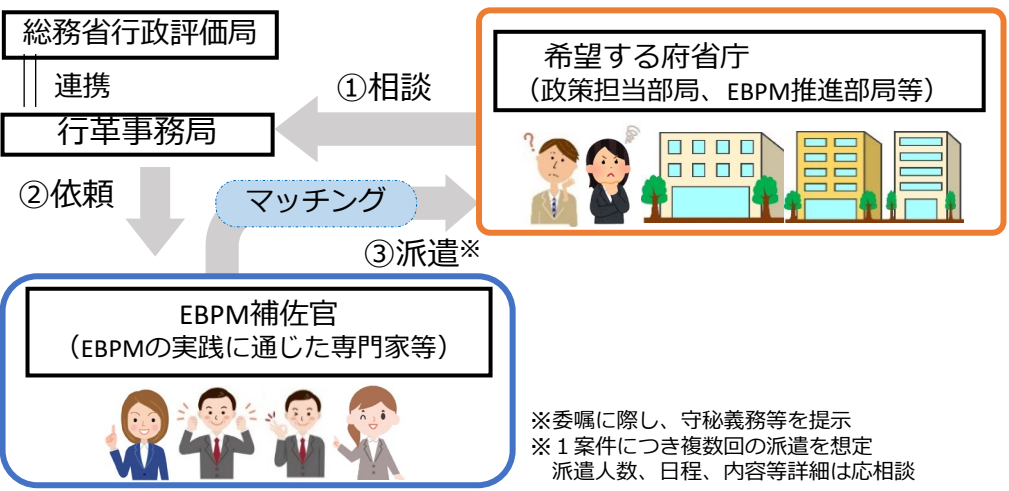 総務省行政評価局
連携
行革事務局
①相談
希望する府省庁
（政策担当部局、EBPM推進部局等）
②依頼
マッチング
③派遣※
EBPM補佐官
（EBPMの実践に通じた専門家等）
※委嘱に際し、守秘義務等を提示
※１案件につき複数回の派遣を想定
派遣人数、日程、内容等詳細は応相談